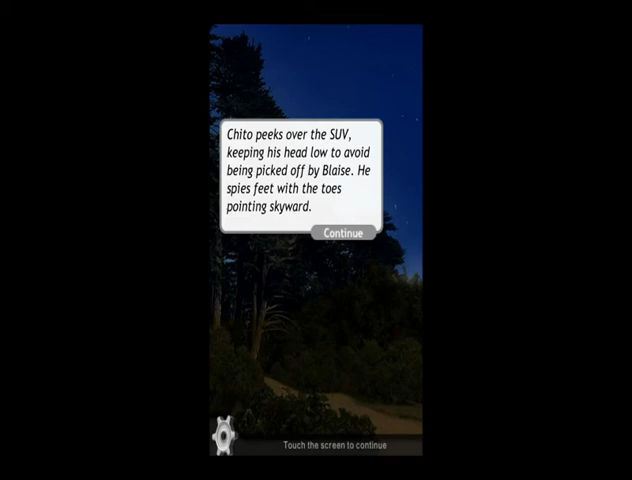 Chito peeks over the SUV,
keeping his head low to avoid
being picked off by Blaise. He
spies feet with the toes
pointing skyward.
Continue
Touch the screen to continue